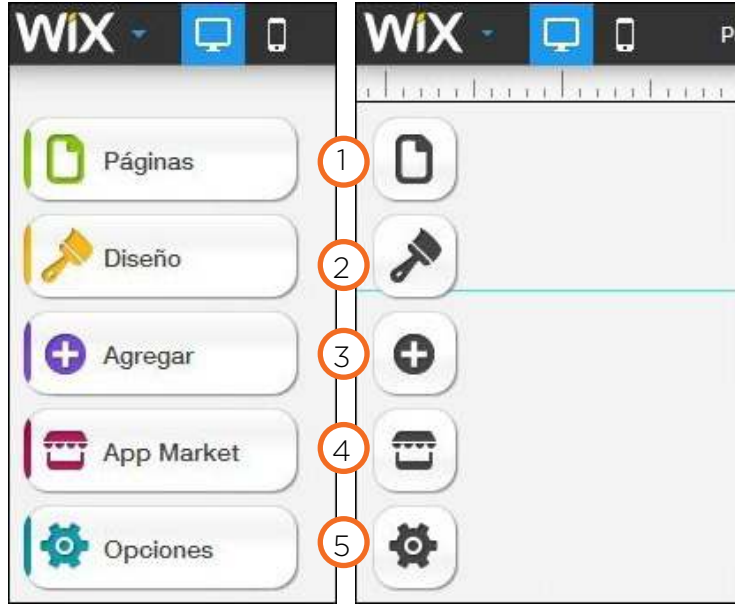 WiX
Páginas
Diseño
Agregar
App Market
Opciones
WiX
P
1
2
3
4
5